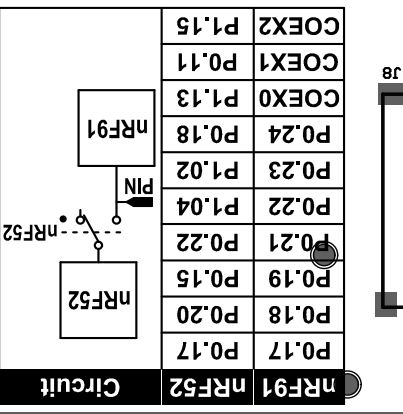 nRF91 nRF52 Circuit
P0.17 P0.17
P0.18 P0.20
P0.19 P0.15
P0.21 P0.22
P0.22 P1.04
P0.23 P1.02
P0.24 P0.18
COEX0 P1.13
COEX1 P0.11
COEX2 P1.15
nRF52
nRF52
PIN
nRF91
J8